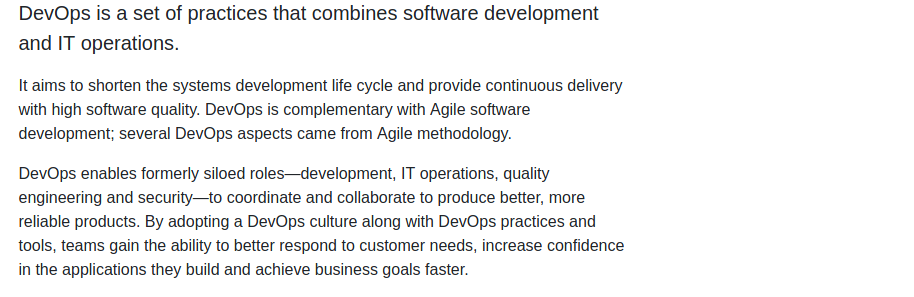 DevOps is a set of practices that combines software development
and IT operations.
It aims to shorten the systems development life cycle and provide continuous delivery
with high software quality. DevOps is complementary with Agile software
development; several DevOps aspects came from Agile methodology.
DevOps enables formerly siloed roles—development, IT operations, quality
engineering and security—to coordinate and collaborate to produce better, more
reliable products. By adopting a DevOps culture along with DevOps practices and
tools, teams gain the ability to better respond to customer needs, increase confidence
in the applications they build and achieve business goals faster.